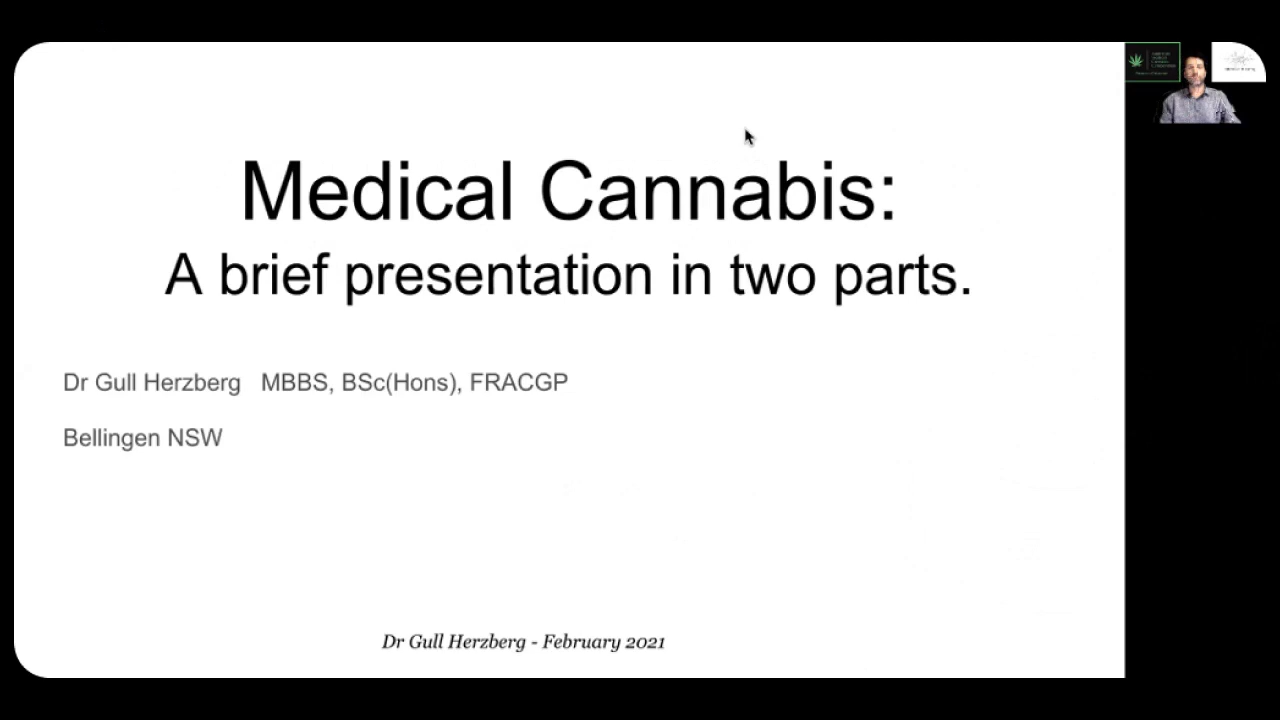 Medical Cannabis:
A brief presentation in two parts.
Dr Gull Herzberg MBBS, BSc(Hons), FRACGP
Bellingen NSW
Dr Gull Herzberg - February 2021